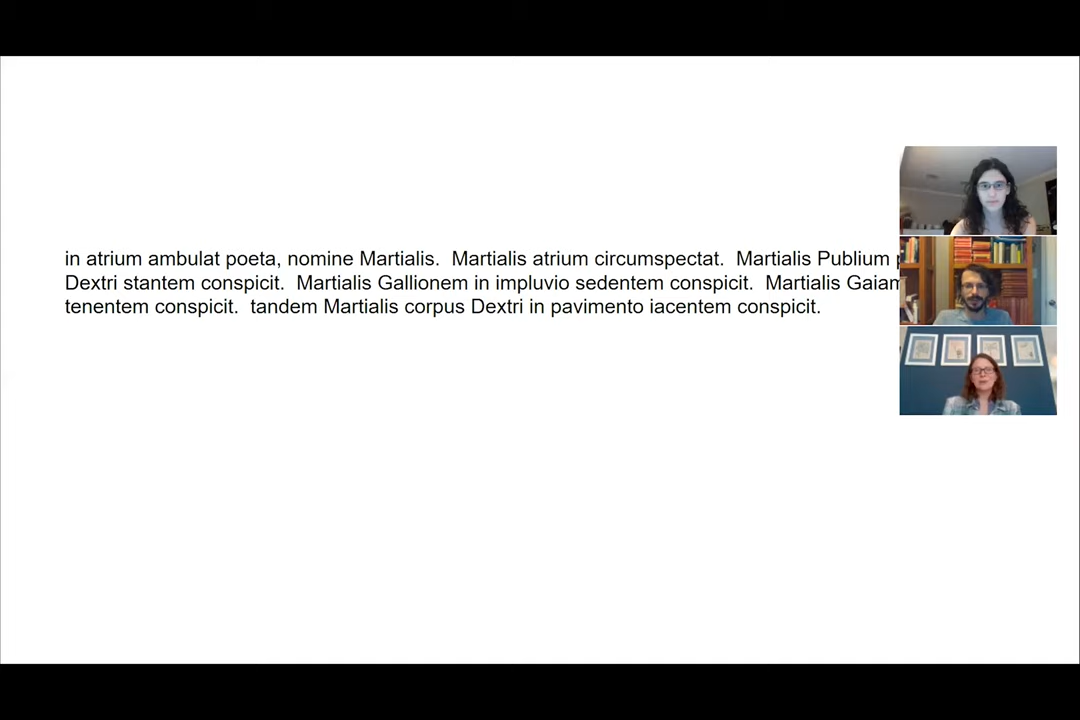 in atrium ambulat poeta, nomine Martialis. Martialis atrium circumspectat. Martialis Publium
Dextri stantem conspicit. Martialis Gallionem in impluvio sedentem conspicit. Martialis Gaiam
tenentem conspicit. tandem Martialis corpus Dextri in pavimento iacentem conspicit.